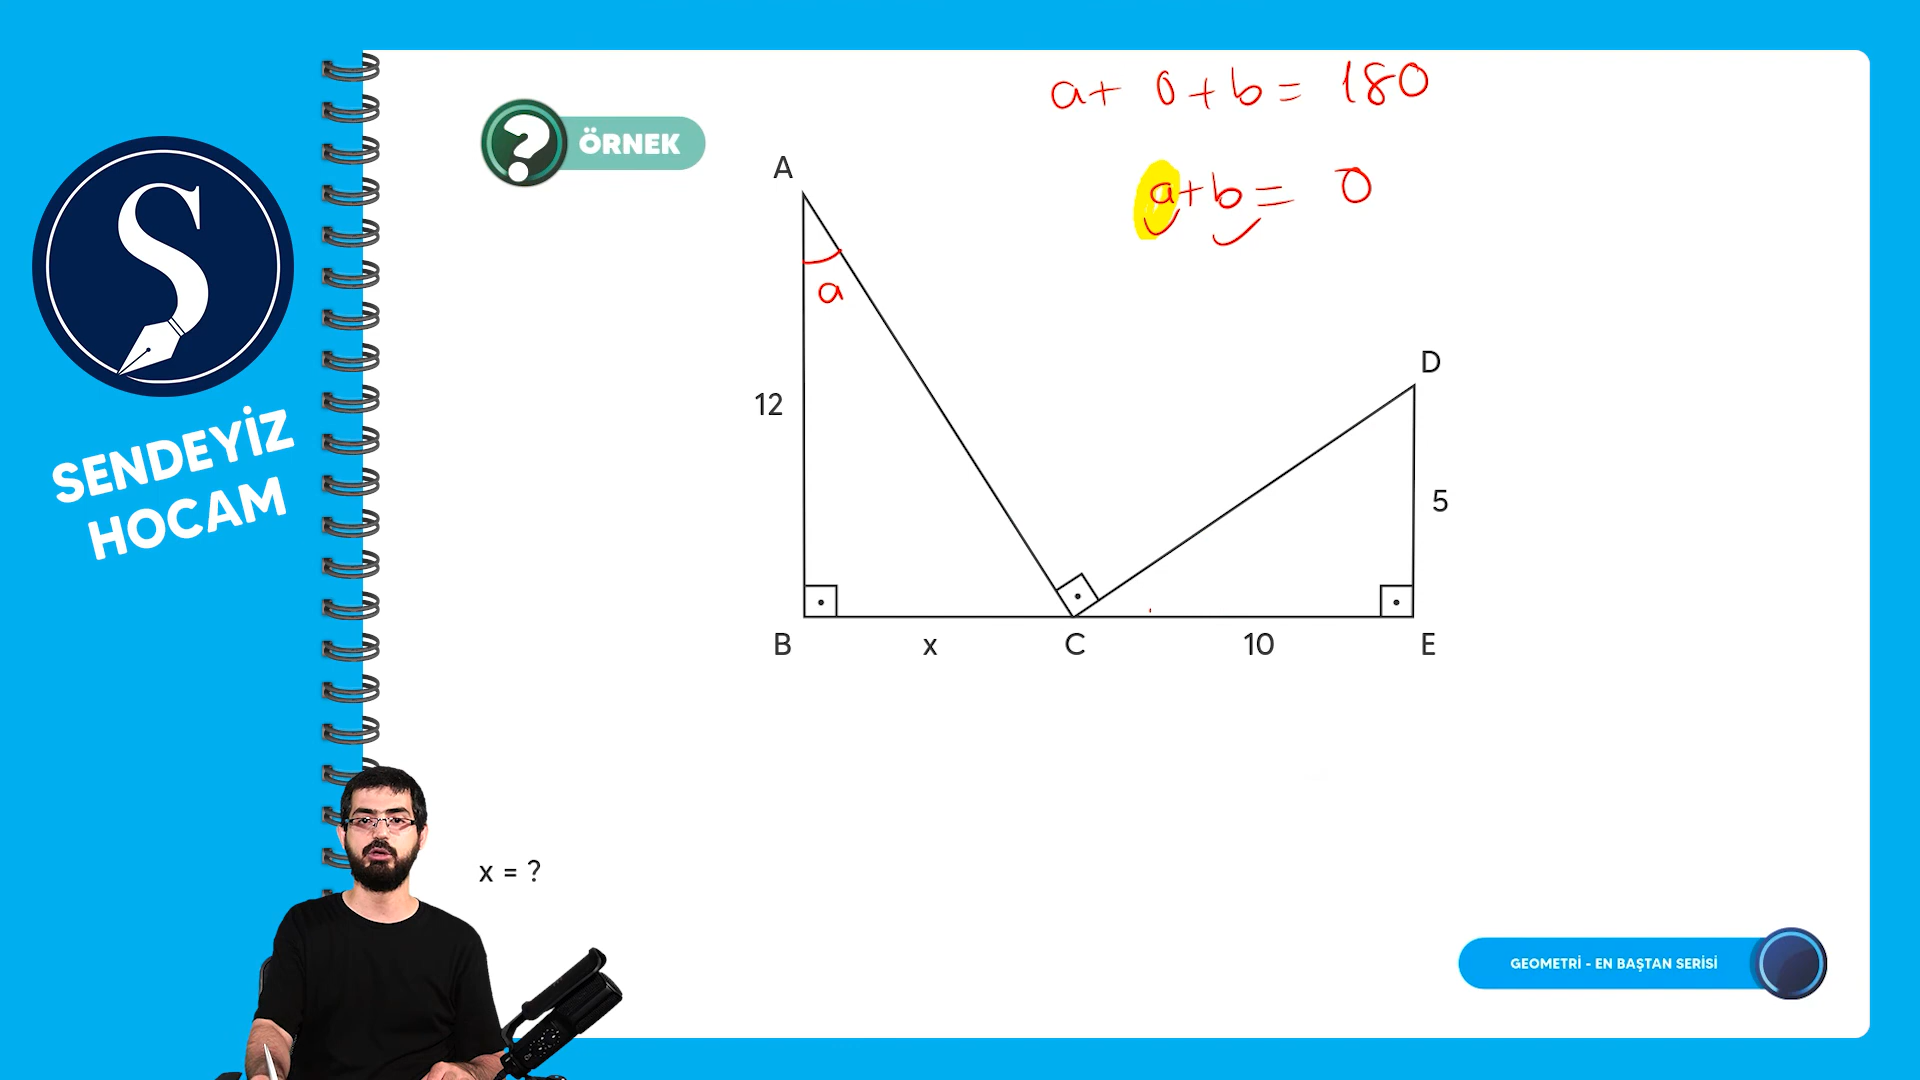 a + 0 + b = 180
ÖRNEK
A
a + b = 0
a
D
12
5
B
x
C
10
E
S
SENDEYİZ
HOCAM
x = ?
GEOMETRİ - EN BAŞTAN SERİSİ